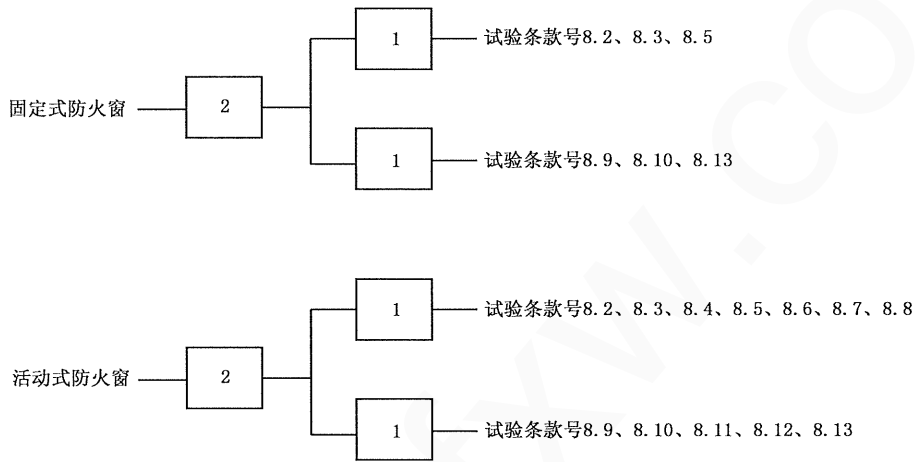 1
试验条款号8.2、8.3、8.5
固定式防火窗
2
1
试验条款号8.9、8.10、8.13
1
试验条款号8.2、8.3、8.4、8.5、8.6、8.7、8.8
活动式防火窗
2
1
试验条款号8.9、8.10、8.11、8.12、8.13